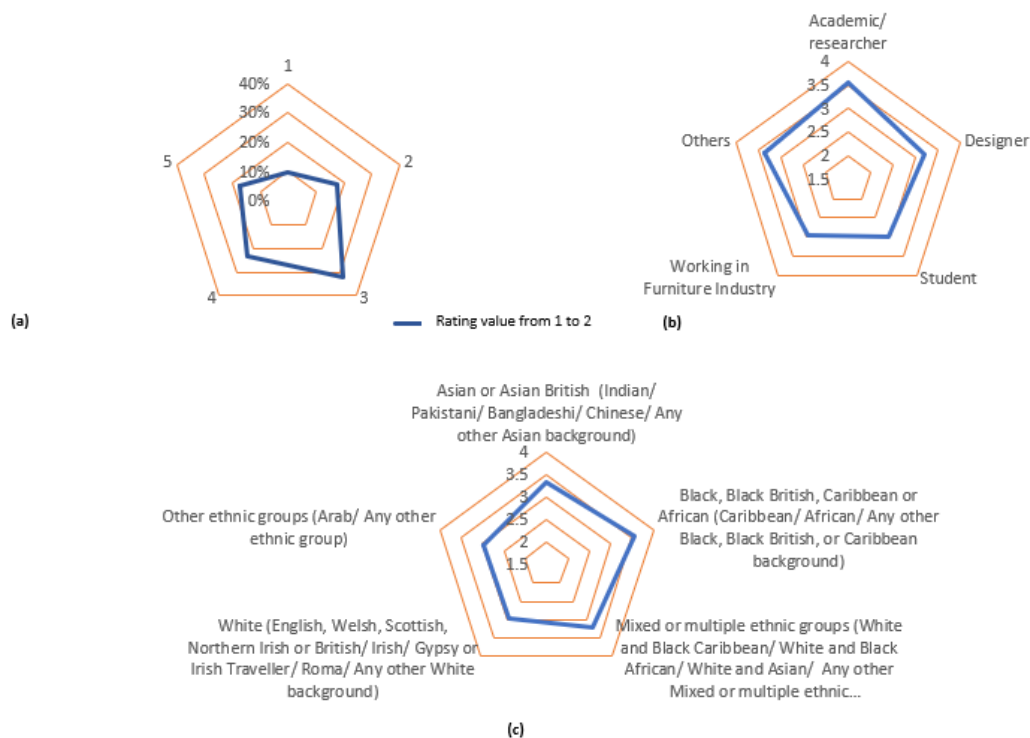 1
40%
30%
20%
10%
0%
5
2
4
3
(a)
Rating value from 1 to 2
Academic/
researcher
4
3.5
3
2.5
2
1.5
Others
Designer
Working in
Furniture Industry
Student
(b)
Asian or Asian British (Indian/
Pakistani/ Bangladeshi/ Chinese/ Any
other Asian background)
4
3.5
3
2.5
2
1.5
Black, Black British, Caribbean or
African (Caribbean/ African/ Any other
Black, Black British, or Caribbean
background)
Other ethnic groups (Arab/ Any other
ethnic group)
White (English, Welsh, Scottish,
Northern Irish or British/ Irish/ Gypsy or
Irish Traveller/ Roma/ Any other White
background)
Mixed or multiple ethnic groups (White
and Black Caribbean/ White and Black
African/ White and Asian/ Any other
Mixed or multiple ethnic...
(c)